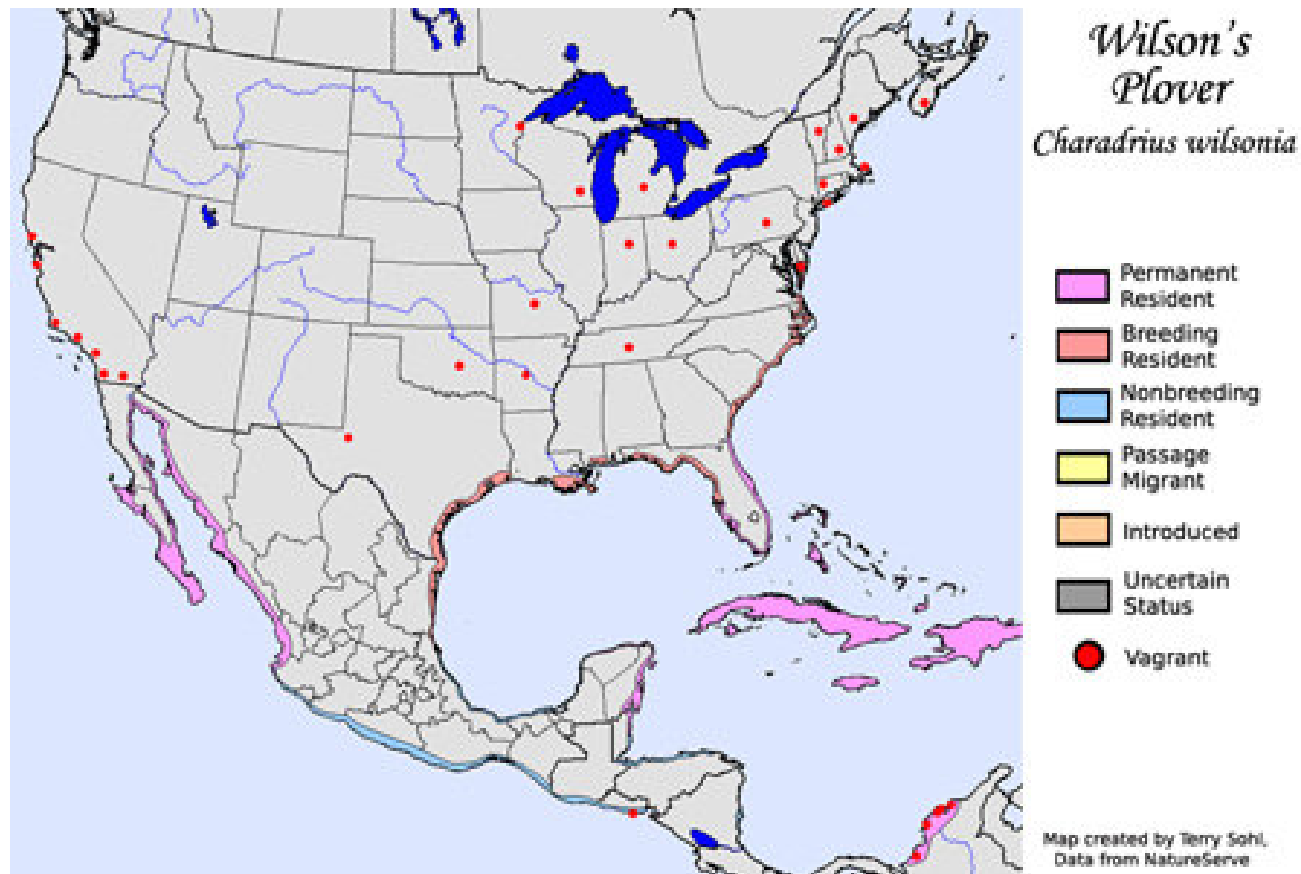 Wilson's
Plover
Charadrius wilsonia
Permanent
Resident
Breeding
Resident
Nonbreeding
Resident
Passage
Migrant
Introduced
Uncertain
Status
Vagrant
Map created by Terry Sohl,
Data from NatureServe